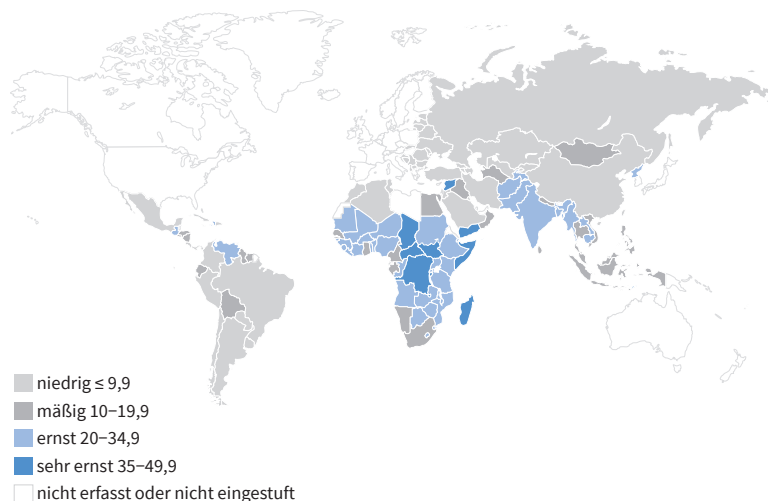 niedrig ≤ 9,9
mäßig 10–19,9
ernst 20–34,9
sehr ernst 35–49,9
nicht erfasst oder nicht eingestuft